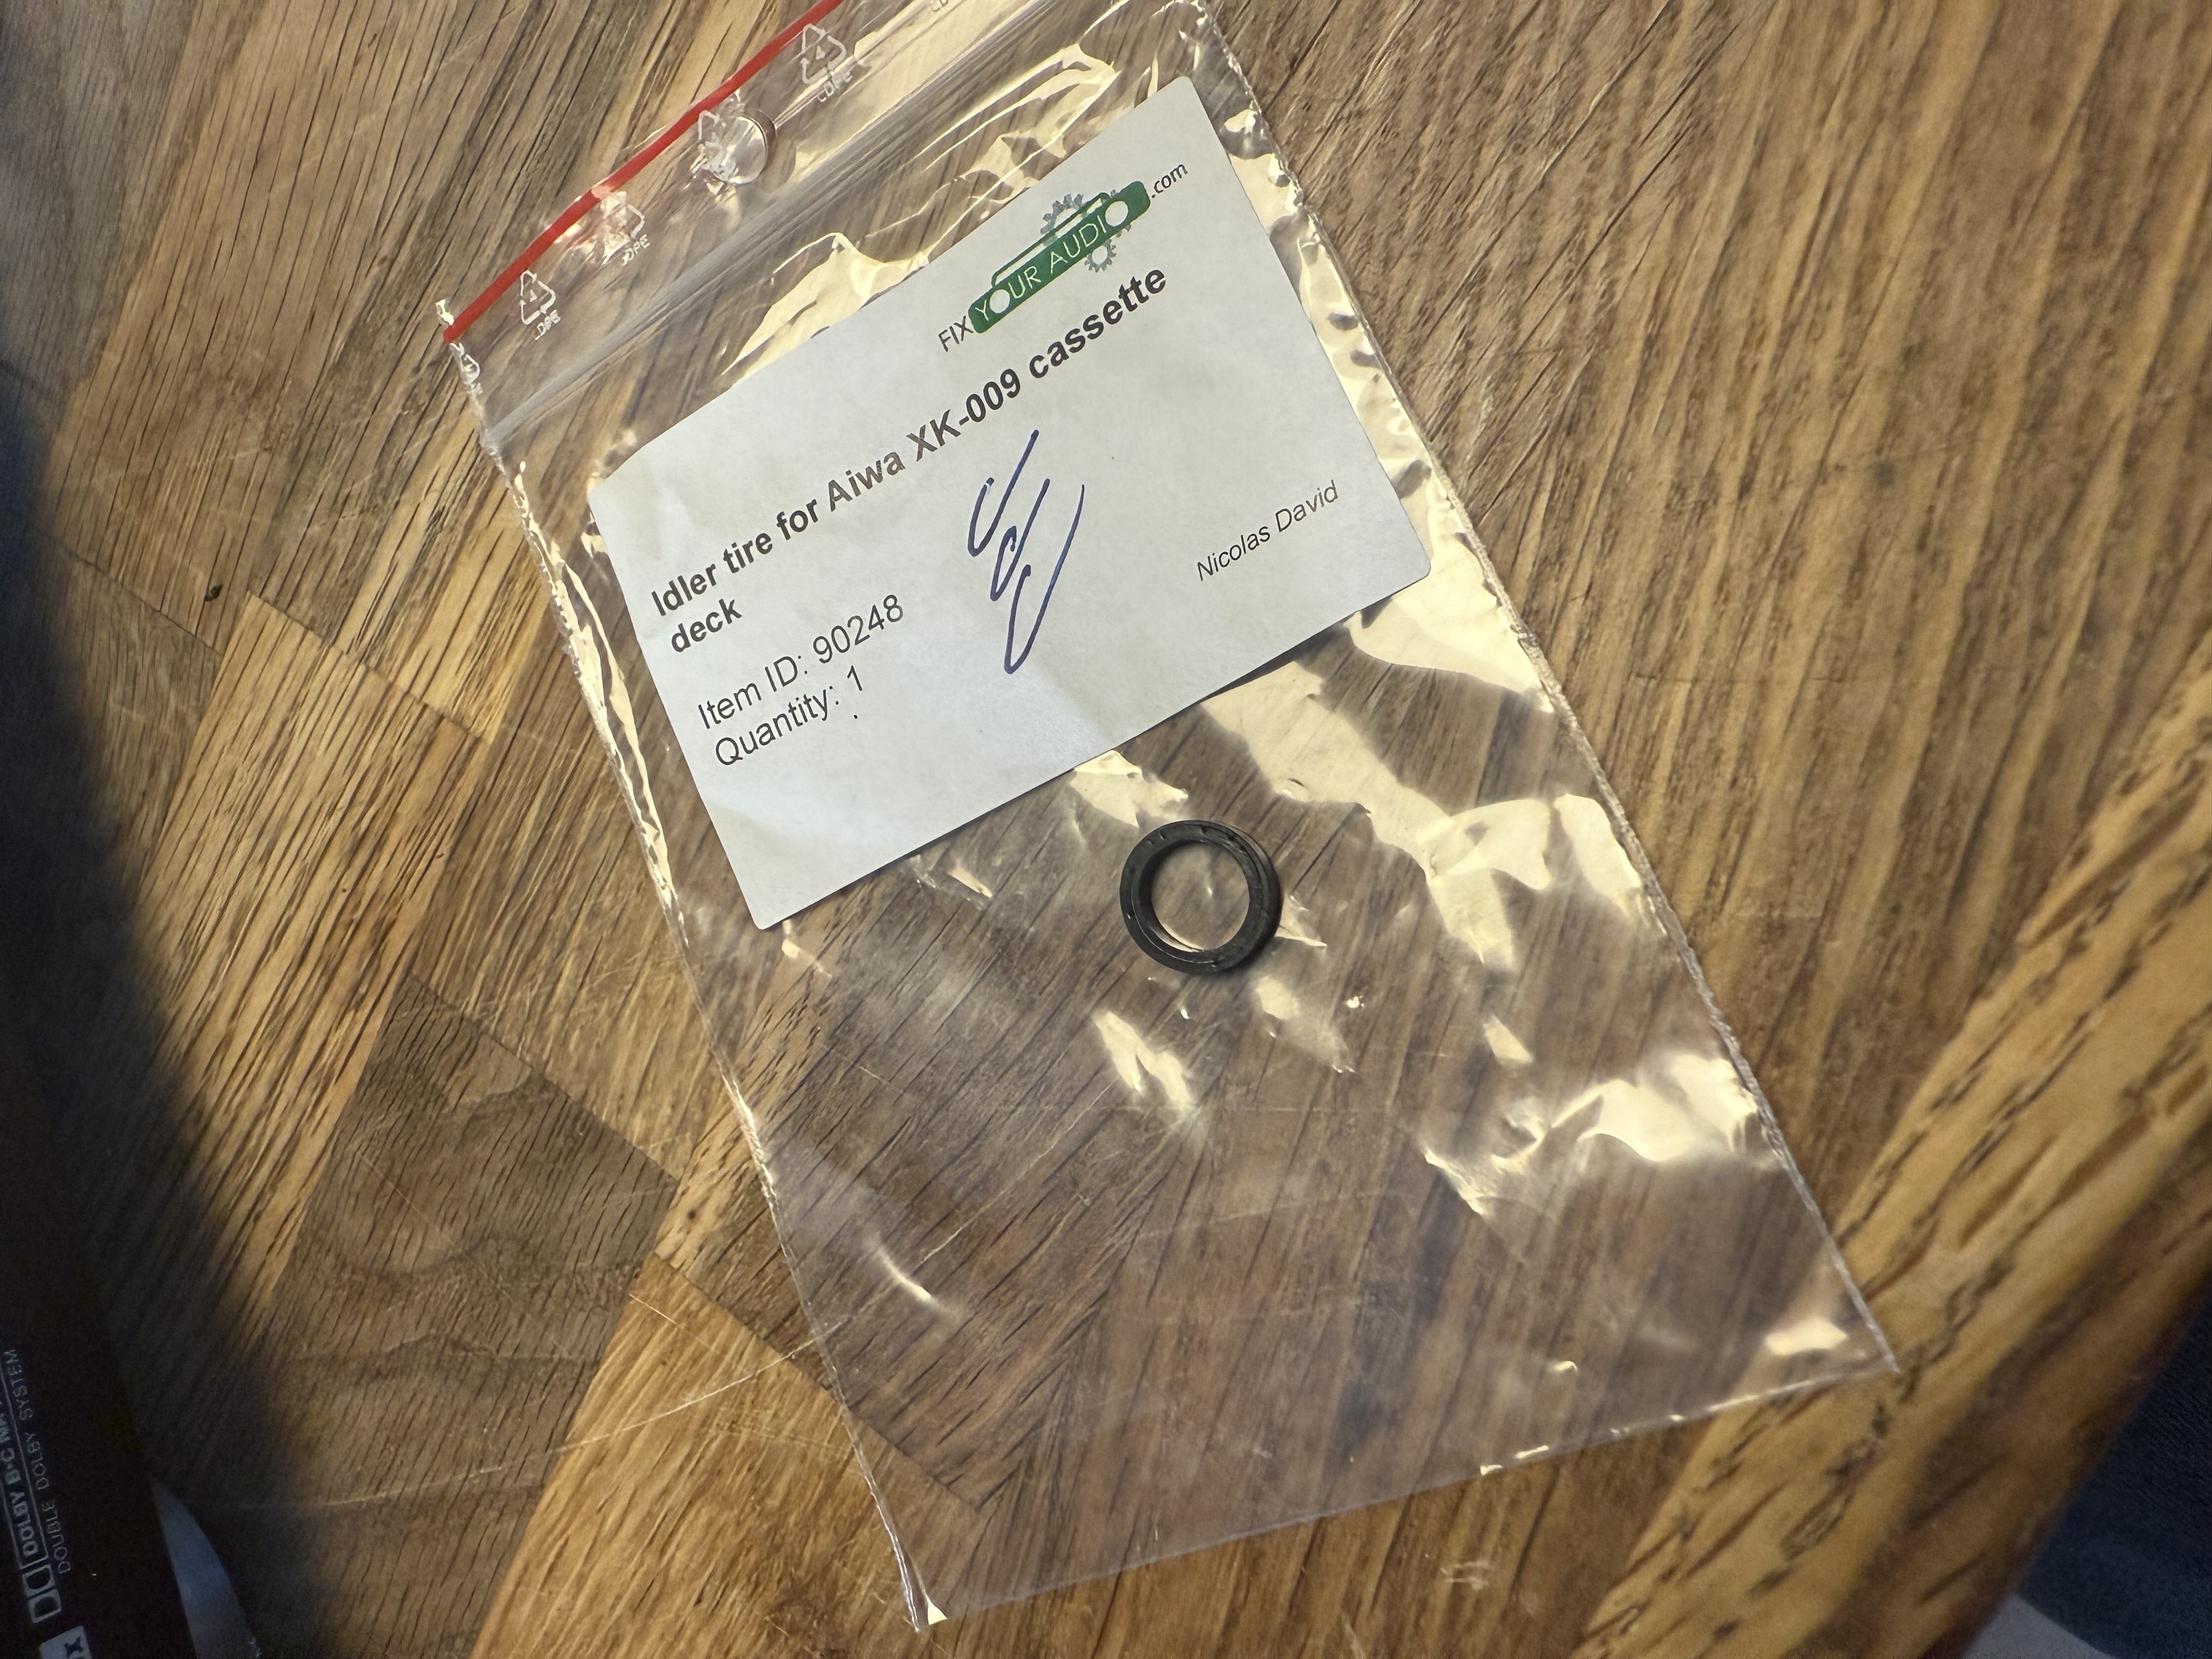 FIX YOUR AUDIO .com
Idler tire for Aiwa XK-009 cassette
deck
Item ID: 90248
Quantity: 1
Nicolas David
DOLBY B·C
DOUBLE DOLBY SYSTEM